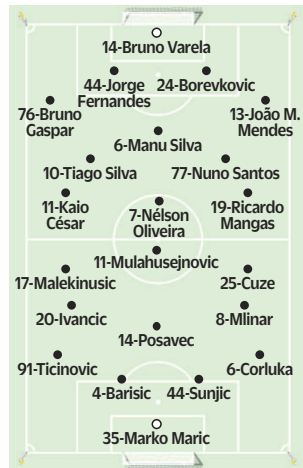 14-Bruno Varela
44-Jorge
Fernandes
24-Borevkovic
76-Bruno
Gaspar
13-João M.
Mendes
6-Manu Silva
10-Tiago Silva
77-Nuno Santos
11-Kaio
César
7-Nélson
Oliveira
19-Ricardo
Mangas
11-Mulahusejnovic
17-Malekinusic
25-Cuze
20-Ivancic
8-Mlinar
14-Posavec
91-Ticinovic
6-Corluka
4-Barisic
44-Sunjic
35-Marko Maric